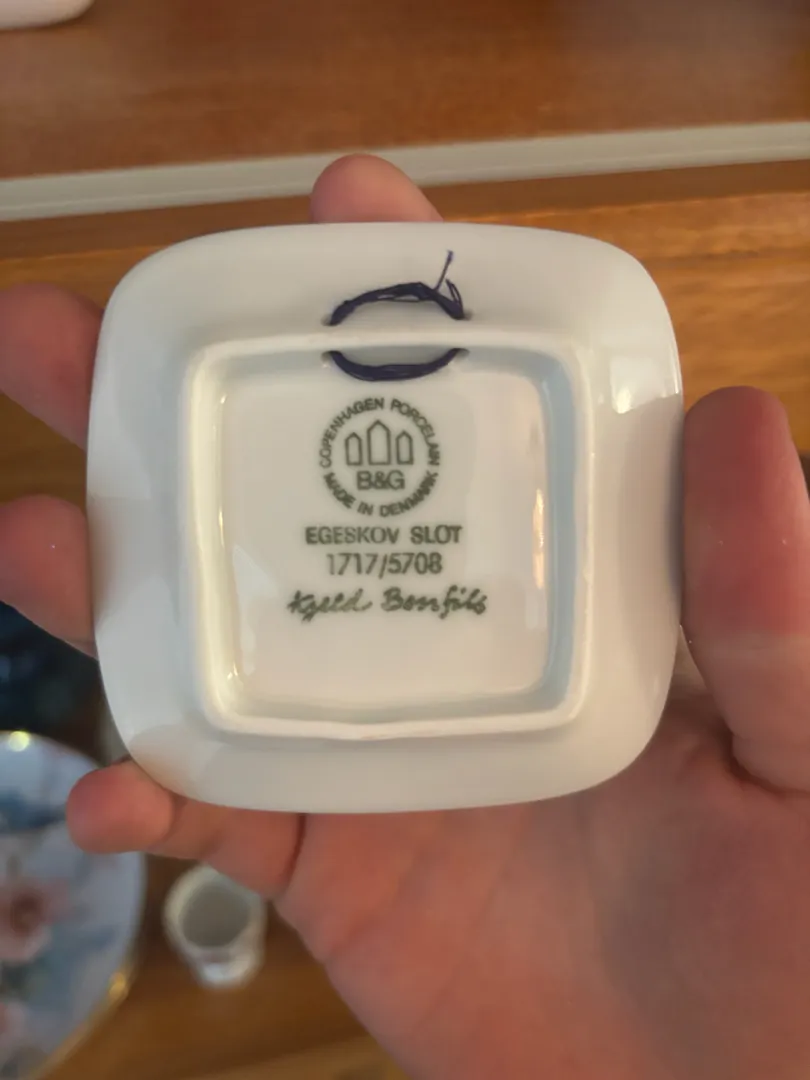 COPENHAGEN PORCELAIN
B&G
MADE IN DENMARK
EGESKOV SLOT
1717/5708
Kjeld Bonfils